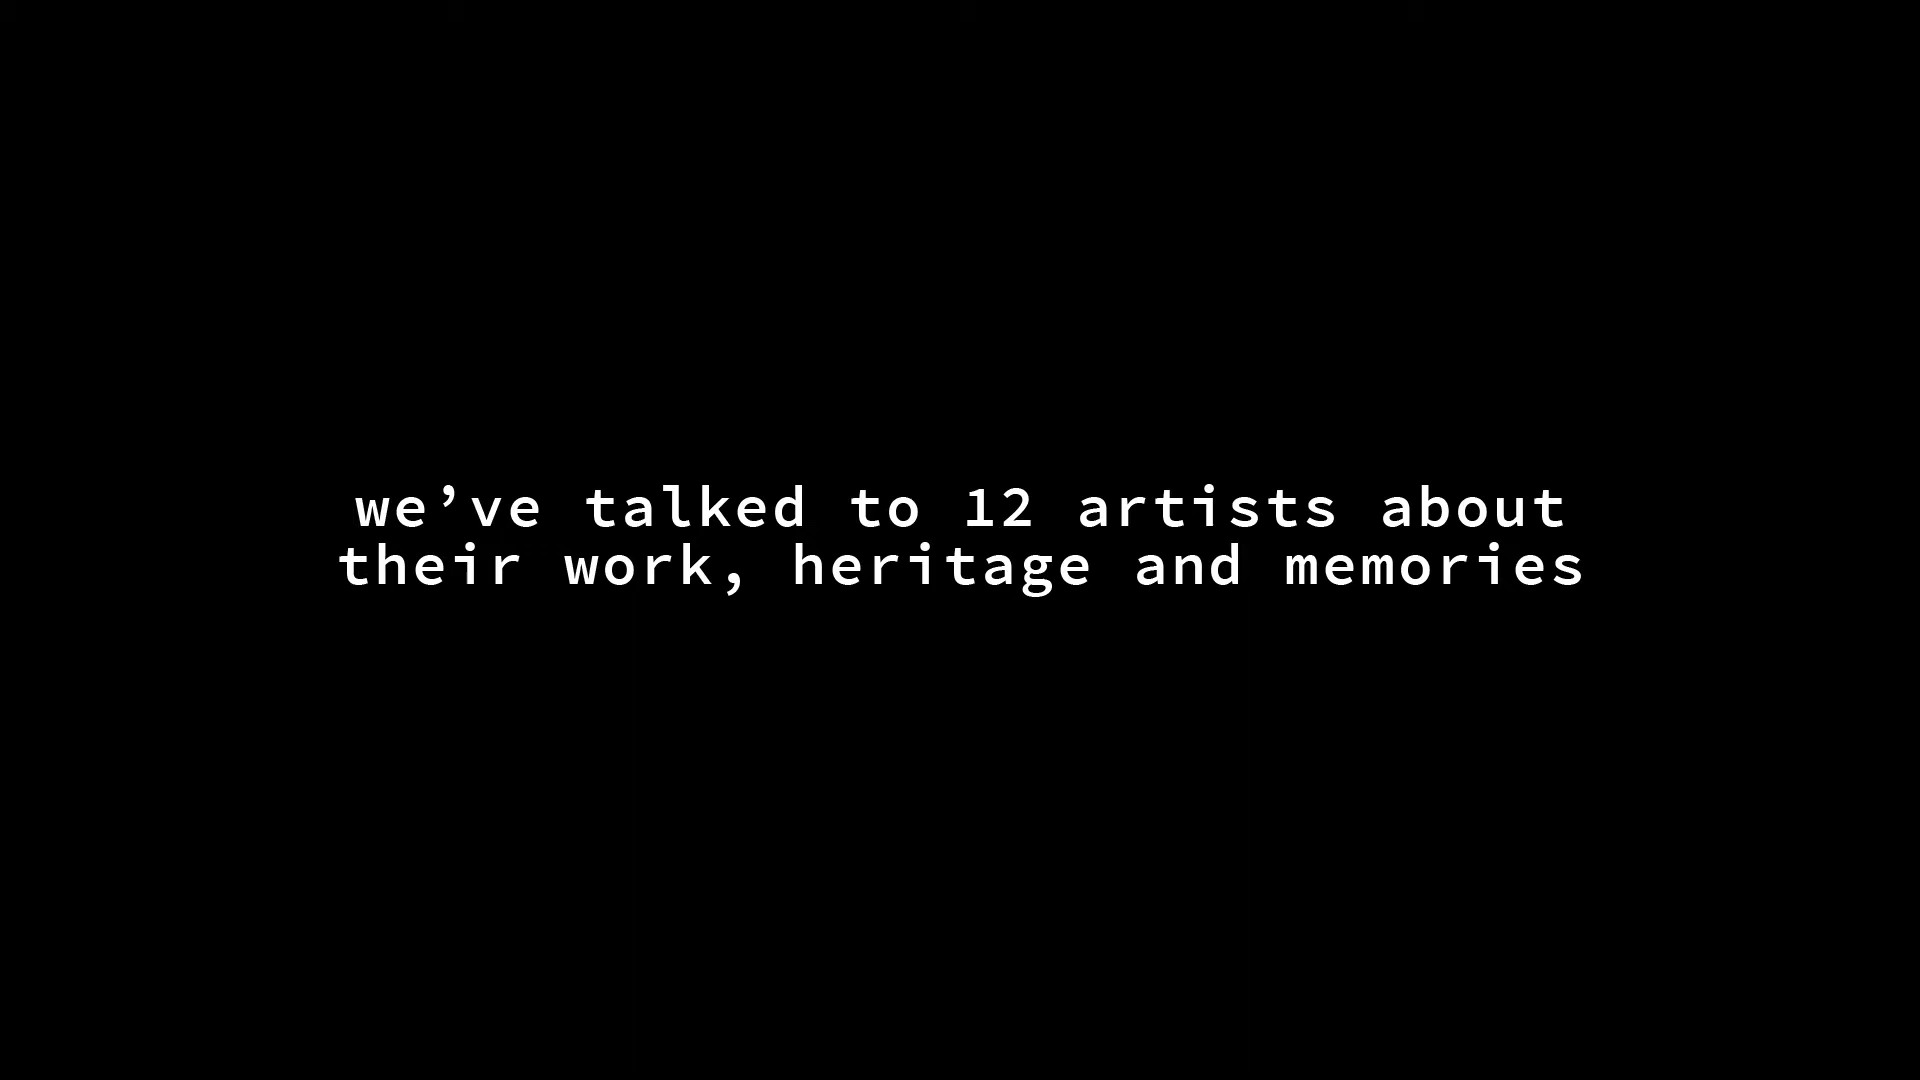 we’ve talked to 12 artists about
their work, heritage and memories